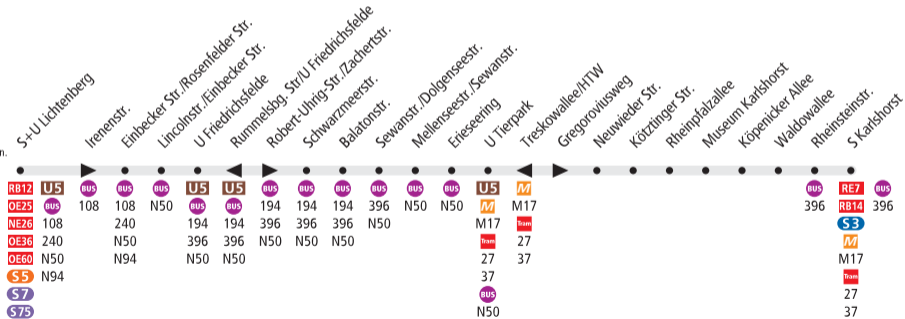 n.
S+U Lichtenberg
Irenenstr.
Einbecker Str./Rosenfelder Str.
Lincolnstr./Einbecker Str.
U Friedrichsfelde
Rummelsbg. Str/U Friedrichsfelde
Robert-Uhrig-Str./Zachertstr.
Schwarzmeerstr.
Balatonstr.
Sewanstr./Dolgenseestr.
Mellenseestr./Sewanstr.
Erieseering
U Tierpark
Treskowallee/HTW
Gregoroviusweg
Neuwieder Str.
Kötztinger Str.
Rheinpfalzallee
Museum Karlshorst
Köpenicker Allee
Waldowallee
Rheinsteinstr.
S Karlshorst
RB12 U5 BUS BUS BUS U5 U5 BUS BUS BUS BUS BUS BUS U5 M BUS RE7 BUS
OE25 BUS 108 108 N50 BUS BUS 194 194 194 396 N50 N50 M M17 396 RB14 396
NE26 108 240 194 194 396 396 396 N50 M17 Tram S3
OE36 240 N50 396 396 N50 N50 N50 Tram 27 M
OE60 N50 N94 N50 N50 27 37 M17
S5 N94 37 Tram
S7 BUS 27
S75 N50 37